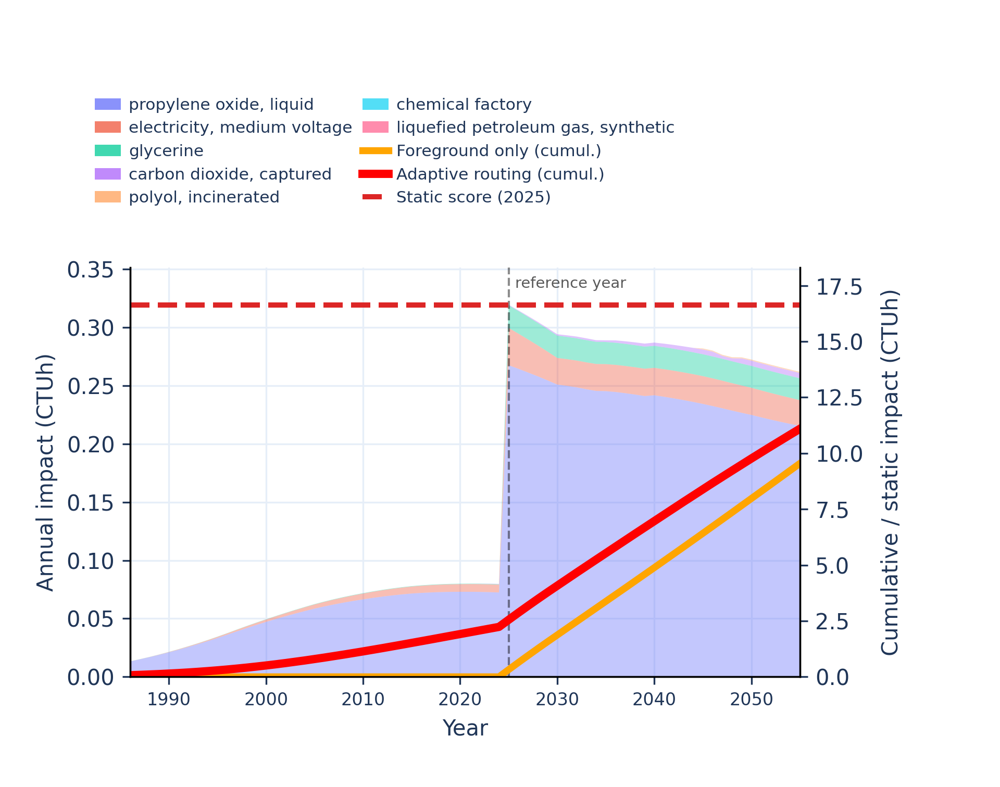 propylene oxide, liquid
electricity, medium voltage
glycerine
carbon dioxide, captured
polyol, incinerated
chemical factory
liquefied petroleum gas, synthetic
Foreground only (cumul.)
Adaptive routing (cumul.)
Static score (2025)
reference year
Annual impact (CTUh)
0.35
0.30
0.25
0.20
0.15
0.10
0.05
0.00
17.5
15.0
12.5
10.0
7.5
5.0
2.5
0.0
Cumulative / static impact (CTUh)
1990 2000 2010 2020 2030 2040 2050
Year